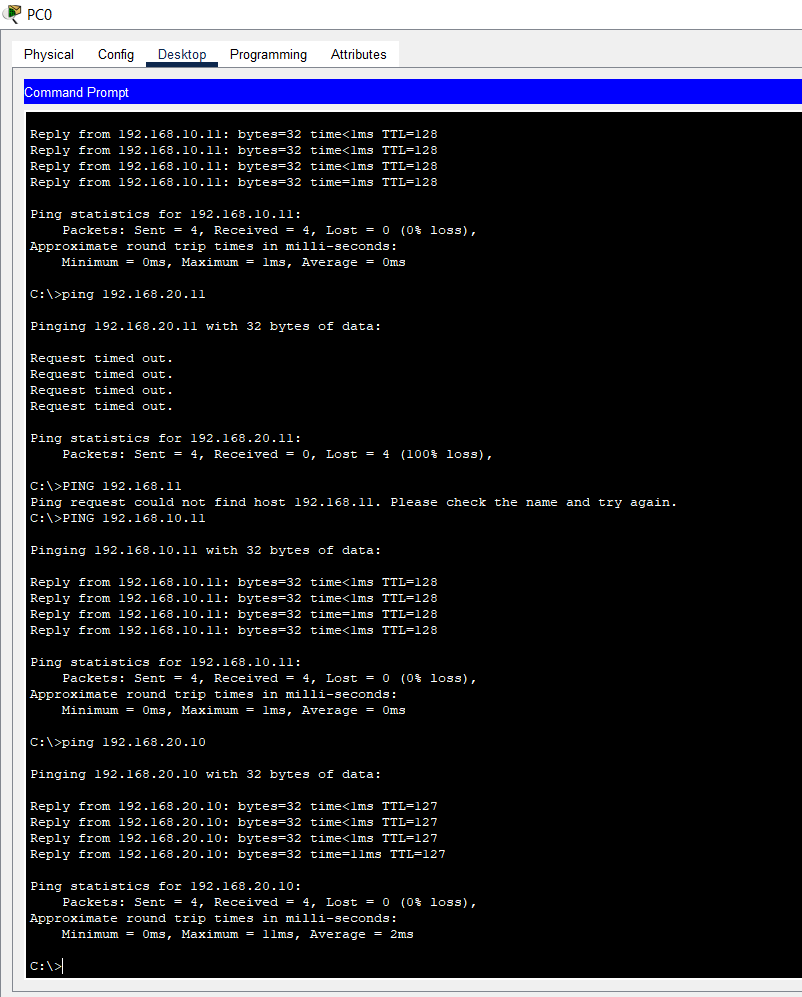 PC0
Physical Config Desktop Programming Attributes
Command Prompt
Reply from 192.168.10.11: bytes=32 time<1ms TTL=128
Reply from 192.168.10.11: bytes=32 time<1ms TTL=128
Reply from 192.168.10.11: bytes=32 time<1ms TTL=128
Reply from 192.168.10.11: bytes=32 time=1ms TTL=128
Ping statistics for 192.168.10.11:
Packets: Sent = 4, Received = 4, Lost = 0 (0% loss),
Approximate round trip times in milli-seconds:
Minimum = 0ms, Maximum = 1ms, Average = 0ms
C:\>ping 192.168.20.11
Pinging 192.168.20.11 with 32 bytes of data:
Request timed out.
Request timed out.
Request timed out.
Request timed out.
Ping statistics for 192.168.20.11:
Packets: Sent = 4, Received = 0, Lost = 4 (100% loss),
C:\>PING 192.168.11
Ping request could not find host 192.168.11. Please check the name and try again.
C:\>PING 192.168.10.11
Pinging 192.168.10.11 with 32 bytes of data:
Reply from 192.168.10.11: bytes=32 time<1ms TTL=128
Reply from 192.168.10.11: bytes=32 time<1ms TTL=128
Reply from 192.168.10.11: bytes=32 time=1ms TTL=128
Reply from 192.168.10.11: bytes=32 time<1ms TTL=128
Ping statistics for 192.168.10.11:
Packets: Sent = 4, Received = 4, Lost = 0 (0% loss),
Approximate round trip times in milli-seconds:
Minimum = 0ms, Maximum = 1ms, Average = 0ms
C:\>ping 192.168.20.10
Pinging 192.168.20.10 with 32 bytes of data:
Reply from 192.168.20.10: bytes=32 time<1ms TTL=127
Reply from 192.168.20.10: bytes=32 time<1ms TTL=127
Reply from 192.168.20.10: bytes=32 time<1ms TTL=127
Reply from 192.168.20.10: bytes=32 time=11ms TTL=127
Ping statistics for 192.168.20.10:
Packets: Sent = 4, Received = 4, Lost = 0 (0% loss),
Approximate round trip times in milli-seconds:
Minimum = 0ms, Maximum = 11ms, Average = 2ms
C:\>